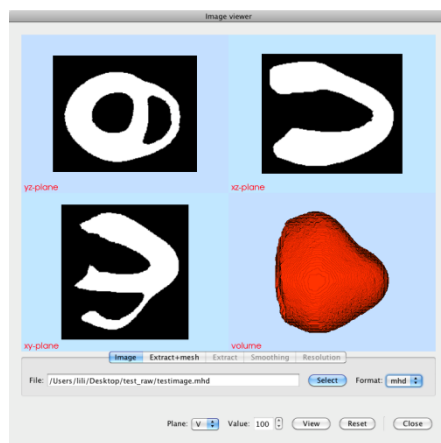 Image viewer
yz-plane
xz-plane
xy-plane
volume
Image Extract+mesh Extract Smoothing Resolution
File: /Users/lili/Desktop/test_raw/testimage.mhd Select Format: mhd
Plane: V Value: 100 View Reset Close